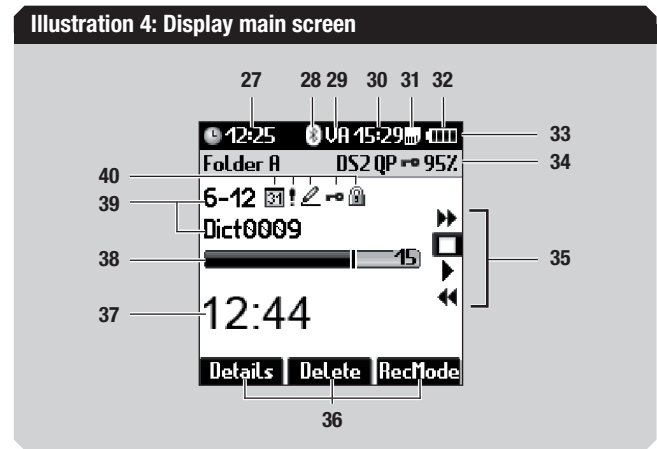 Illustration 4: Display main screen
27 28 29 30 31 32
12:25 VA 15:29 33
Folder A DS2 QP 95% 34
40
6-12 31 !
39
Dict0009
38 15 35
37 12:44
Details Delete RecMode
36